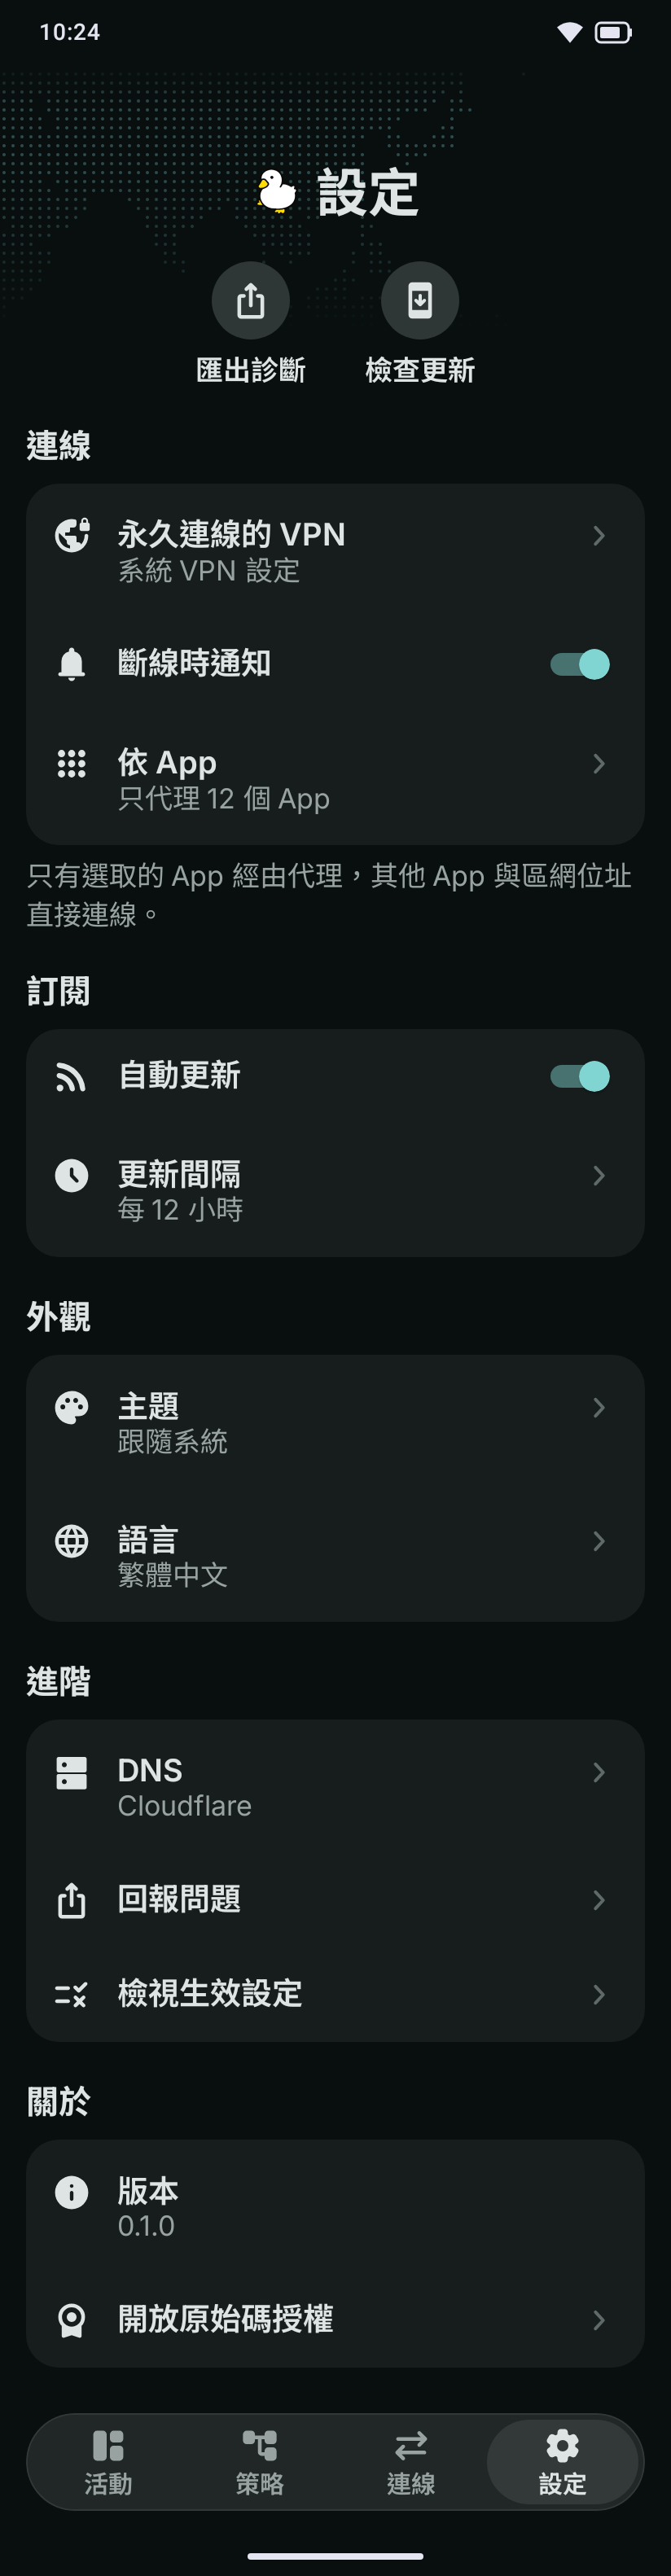 10:24
設定
匯出診斷
檢查更新
連線
永久連線的 VPN
系統 VPN 設定
斷線時通知
依 App
只代理 12 個 App
只有選取的 App 經由代理，其他 App 與區網位址
直接連線。
訂閱
自動更新
更新間隔
每 12 小時
外觀
主題
跟隨系統
語言
繁體中文
進階
DNS
Cloudflare
回報問題
檢視生效設定
關於
版本
0.1.0
開放原始碼授權
活動
策略
連線
設定